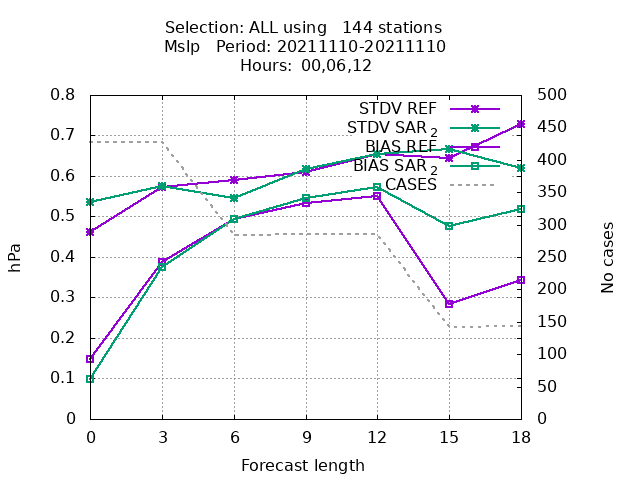 Selection: ALL using   144 stations
Mslp   Period: 20211110-20211110
Hours: 00,06,12
STDV REF
STDV SAR 2
BIAS REF
BIAS SAR 2
CASES
0.8
0.7
0.6
0.5
0.4
0.3
0.2
0.1
0
hPa
500
450
400
350
300
250
200
150
100
50
0
No cases
0 3 6 9 12 15 18
Forecast length